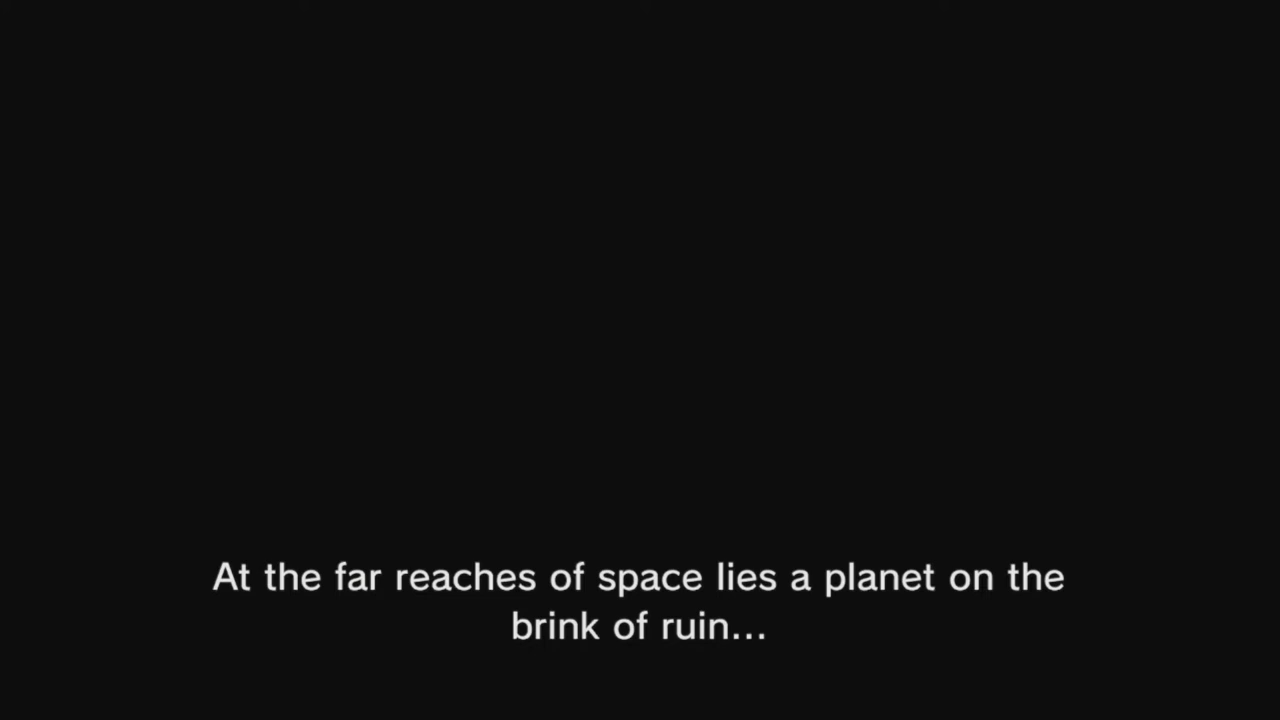 At the far reaches of space lies a planet on the
brink of ruin...